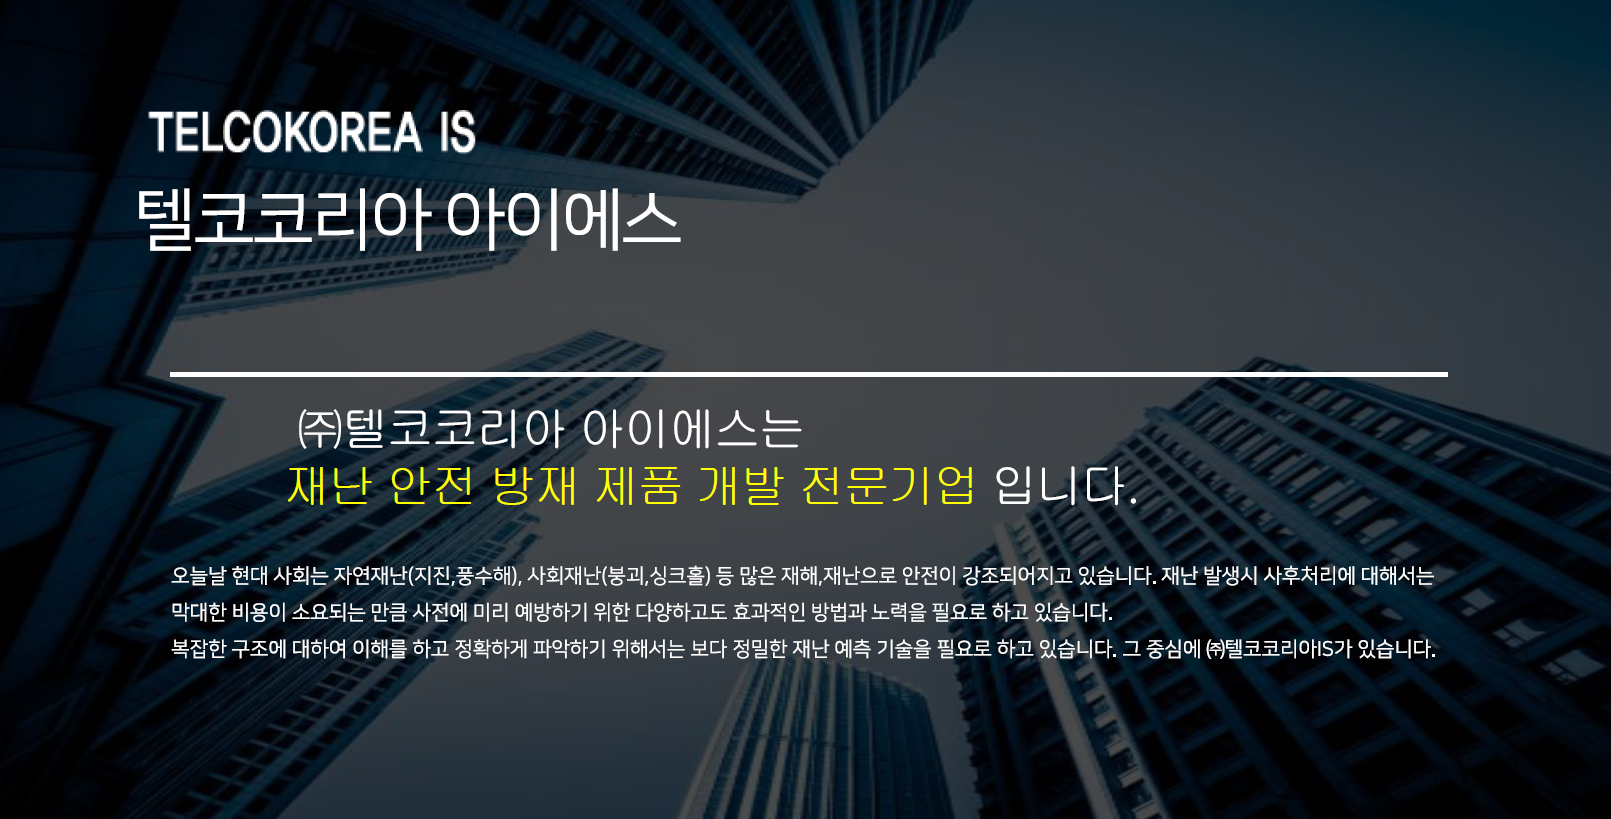 TELCOKOREA IS
텔코코리아 아이에스
㈜텔코코리아 아이에스는
재난 안전 방재 제품 개발 전문기업 입니다.
오늘날 현대 사회는 자연재난(지진,풍수해), 사회재난(붕괴,싱크홀) 등 많은 재해,재난으로 안전이 강조되어지고 있습니다. 재난 발생시 사후처리에 대해서는
막대한 비용이 소요되는 만큼 사전에 미리 예방하기 위한 다양하고도 효과적인 방법과 노력을 필요로 하고 있습니다.
복잡한 구조에 대하여 이해를 하고 정확하게 파악하기 위해서는 보다 정밀한 재난 예측 기술을 필요로 하고 있습니다. 그 중심에 ㈜텔코코리아IS가 있습니다.